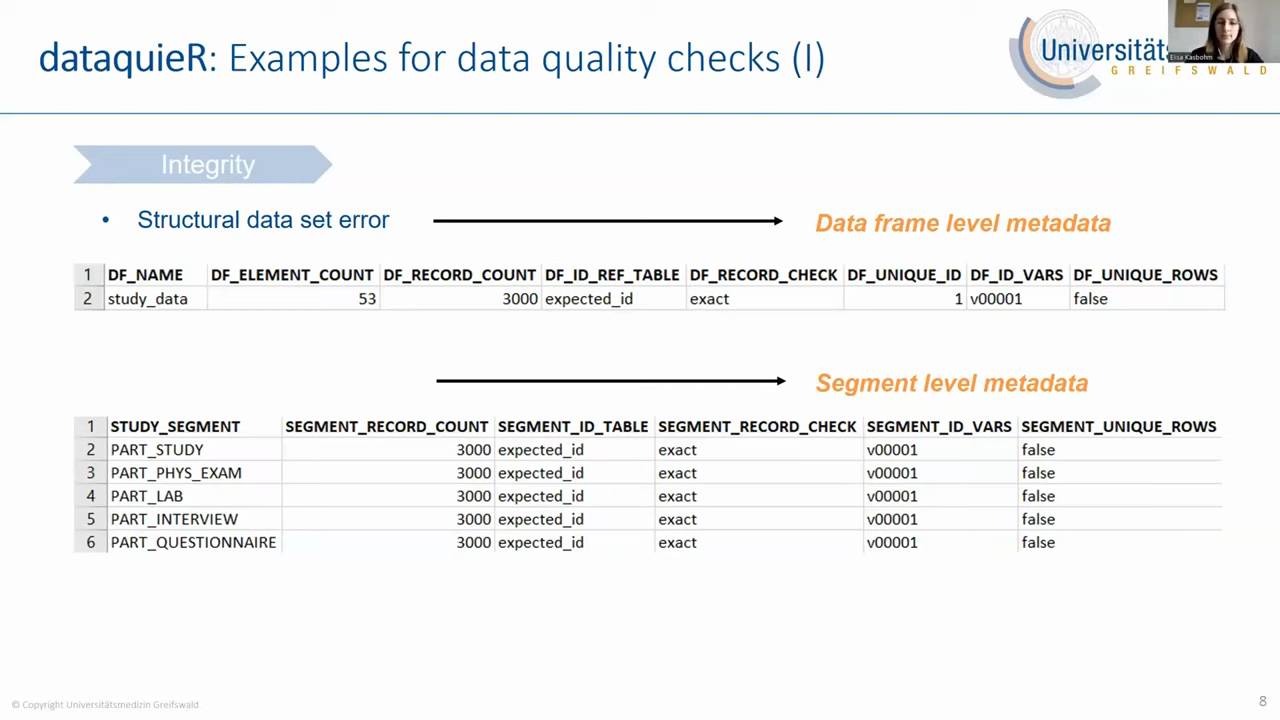 dataquieR: Examples for data quality checks (I)
Universitäts
GREIFSWALD
Elisa Kasbohm
Integrity
• Structural data set error
Data frame level metadata
1 DF_NAME DF_ELEMENT_COUNT DF_RECORD_COUNT DF_ID_REF_TABLE DF_RECORD_CHECK DF_UNIQUE_ID DF_ID_VARS DF_UNIQUE_ROWS
2 study_data 53 3000 expected_id exact 1 v00001 false
Segment level metadata
1 STUDY_SEGMENT SEGMENT_RECORD_COUNT SEGMENT_ID_TABLE SEGMENT_RECORD_CHECK SEGMENT_ID_VARS SEGMENT_UNIQUE_ROWS
2 PART_STUDY 3000 expected_id exact v00001 false
3 PART_PHYS_EXAM 3000 expected_id exact v00001 false
4 PART_LAB 3000 expected_id exact v00001 false
5 PART_INTERVIEW 3000 expected_id exact v00001 false
6 PART_QUESTIONNAIRE 3000 expected_id exact v00001 false
© Copyright Universitätsmedizin Greifswald
8